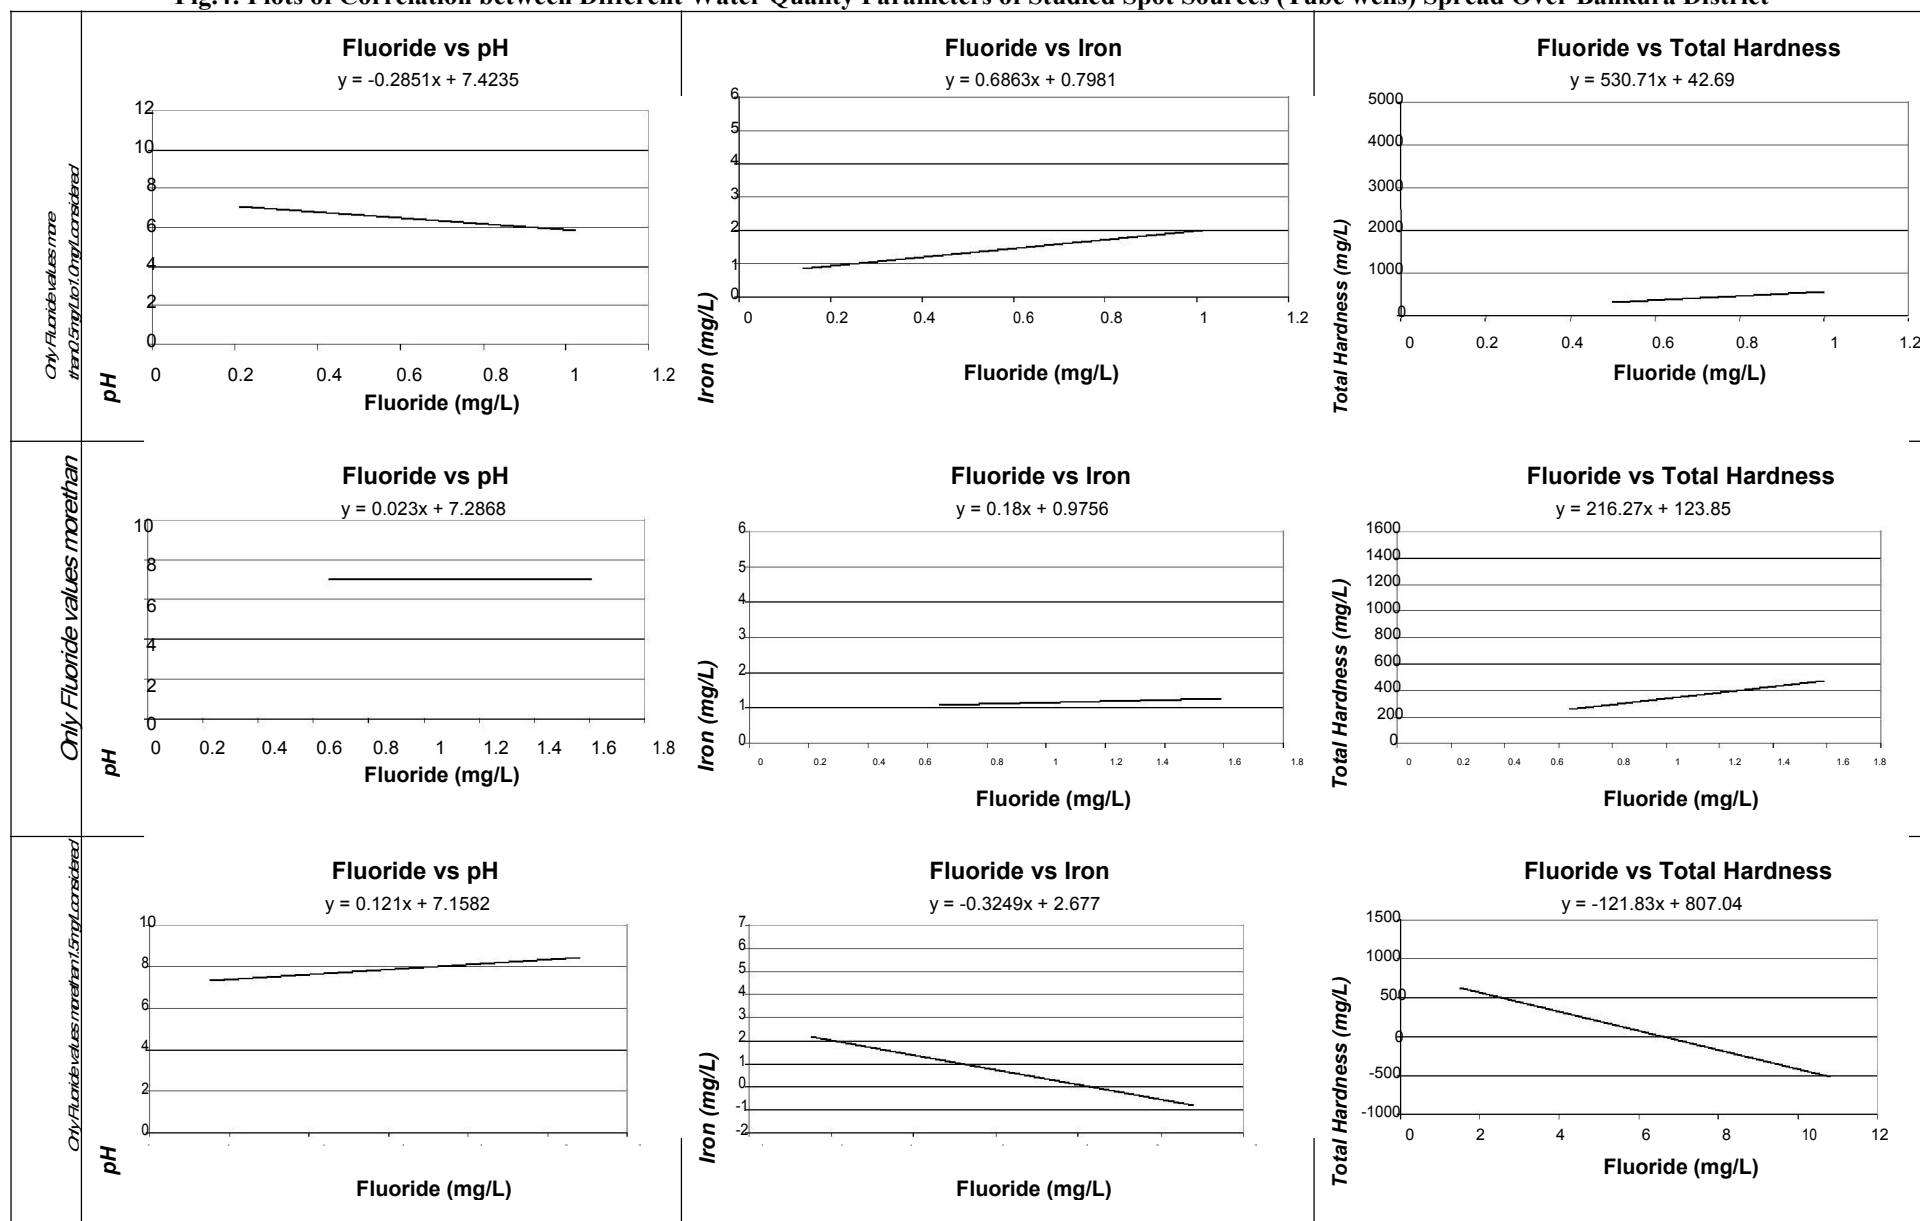 Fig.4: Plots of Correlation between Different Water Quality Parameters of Studied Spot Sources (Tube wells) Spread Over Bankura District
Only Fluoride values more
than 0.5mg/L to 1.0mg/L considered
Fluoride vs pH
y = -0.2851x + 7.4235
12
10
8
6
4
2
0
pH
0 0.2 0.4 0.6 0.8 1 1.2
Fluoride (mg/L)
Fluoride vs Iron
y = 0.6863x + 0.7981
6
5
4
3
2
1
0
Iron (mg/L)
0 0.2 0.4 0.6 0.8 1 1.2
Fluoride (mg/L)
Fluoride vs Total Hardness
y = 530.71x + 42.69
5000
4000
3000
2000
1000
0
Total Hardness (mg/L)
0 0.2 0.4 0.6 0.8 1 1.2
Fluoride (mg/L)
Only Fluoride values morethan
Fluoride vs pH
y = 0.023x + 7.2868
10
8
6
4
2
0
pH
0 0.2 0.4 0.6 0.8 1 1.2 1.4 1.6 1.8
Fluoride (mg/L)
Fluoride vs Iron
y = 0.18x + 0.9756
6
5
4
3
2
1
0
Iron (mg/L)
0 0.2 0.4 0.6 0.8 1 1.2 1.4 1.6 1.8
Fluoride (mg/L)
Fluoride vs Total Hardness
y = 216.27x + 123.85
1600
1400
1200
1000
800
600
400
200
0
Total Hardness (mg/L)
0 0.2 0.4 0.6 0.8 1 1.2 1.4 1.6 1.8
Fluoride (mg/L)
Only Fluoride values morethan 1.5mg/L considered
Fluoride vs pH
y = 0.121x + 7.1582
10
8
6
4
2
pH
Fluoride (mg/L)
Fluoride vs Iron
y = -0.3249x + 2.677
7
6
5
4
3
2
1
0
-1
-2
Iron (mg/L)
Fluoride (mg/L)
Fluoride vs Total Hardness
y = -121.83x + 807.04
1500
1000
500
0
-500
-1000
Total Hardness (mg/L)
0 2 4 6 8 10 12
Fluoride (mg/L)